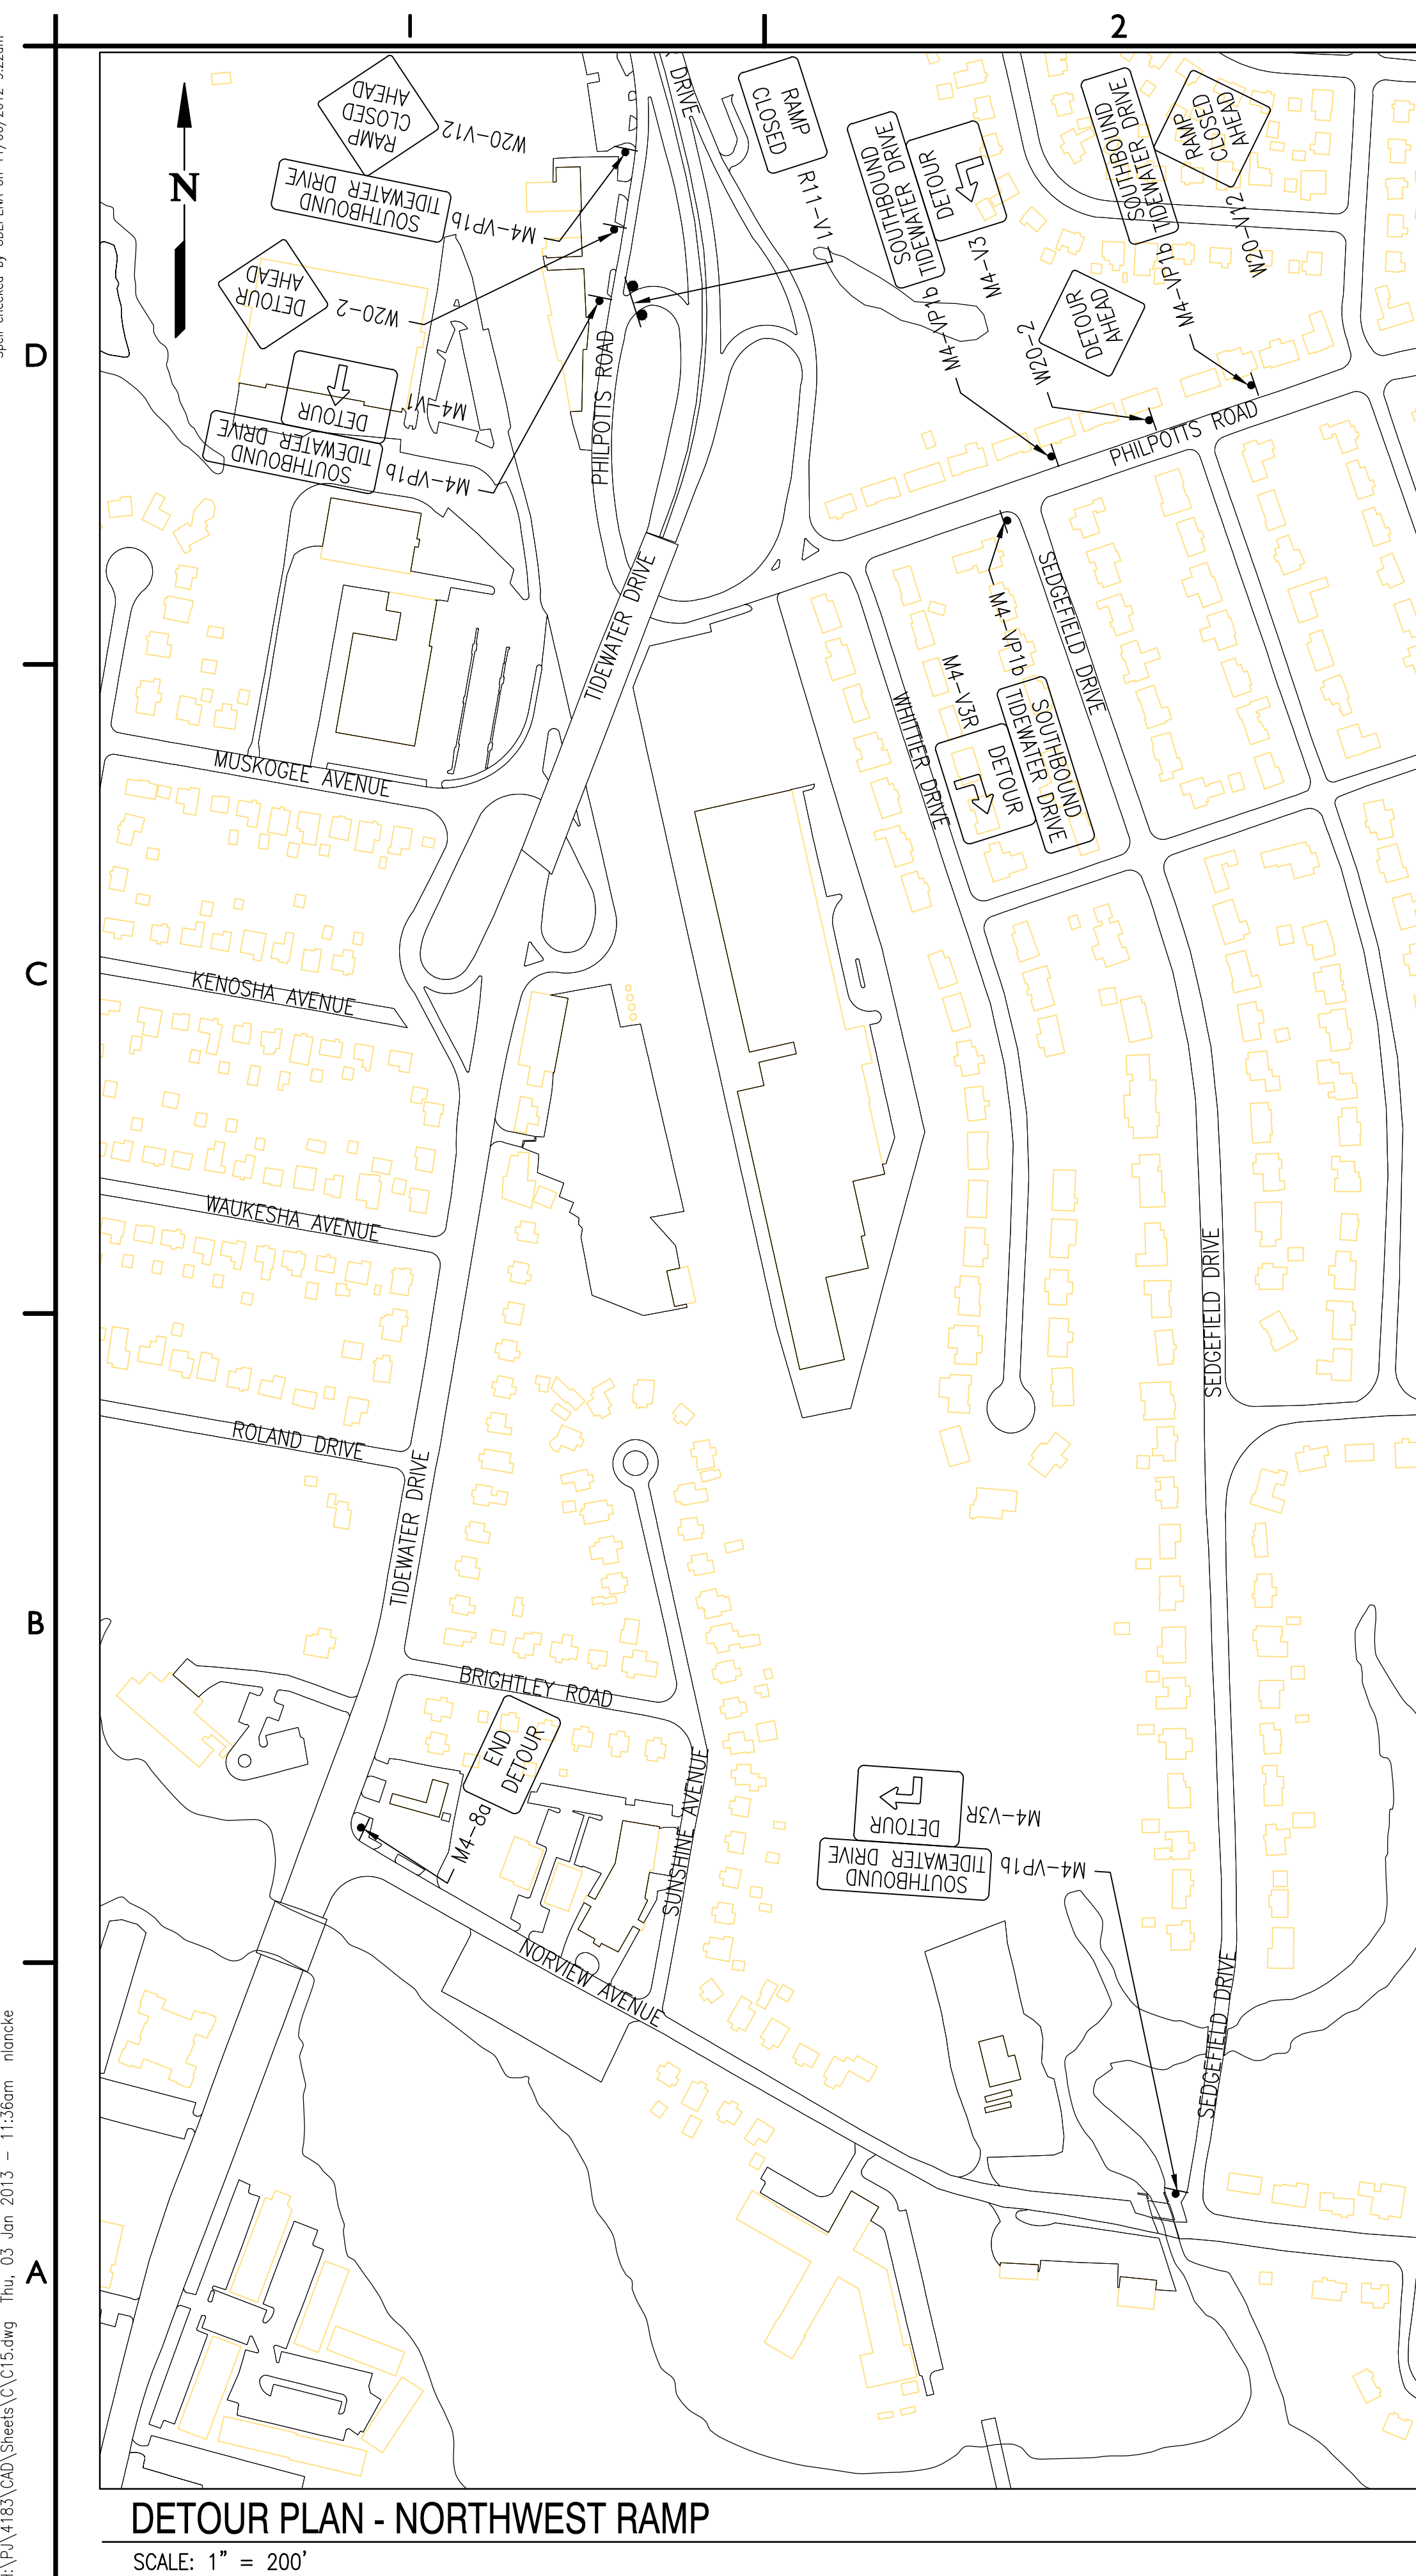 2
DRIVE
RAMP
CLOSED
AHEAD
W20-V12
SOUTHBOUND
TIDEWATER DRIVE
M4-VP1b
DETOUR
AHEAD
W20-2
DETOUR
M4-V1
SOUTHBOUND
TIDEWATER DRIVE
M4-VP1b
RAMP
CLOSED
R11-V1
SOUTHBOUND
TIDEWATER DRIVE
M4-VP1b
DETOUR
M4-V3
SOUTHBOUND
TIDEWATER DRIVE
M4-VP1b
RAMP
CLOSED
AHEAD
W20-V12
DETOUR
AHEAD
W20-2
N
D
PHILPOTTS ROAD
PHILPOTTS ROAD
TIDEWATER DRIVE
SEDGEFIELD DRIVE
M4-VP1b
SOUTHBOUND
TIDEWATER DRIVE
M4-V3R
DETOUR
WHITTIER DRIVE
MUSKOGEE AVENUE
C
KENOSHA AVENUE
WAUKESHA AVENUE
SEDGEFIELD DRIVE
ROLAND DRIVE
TIDEWATER DRIVE
B
BRIGHTLEY ROAD
END
DETOUR
M4-8a
SUNSHINE AVENUE
DETOUR
M4-V3R
SOUTHBOUND
TIDEWATER DRIVE
M4-VP1b
NORVIEW AVENUE
SEDGEFIELD DRIVE
A
I:\PJ\4183\CAD\Sheets\C\C15.dwg Thu, 03 Jan 2013 - 11:36am nlancke
DETOUR PLAN - NORTHWEST RAMP
SCALE: 1" = 200'